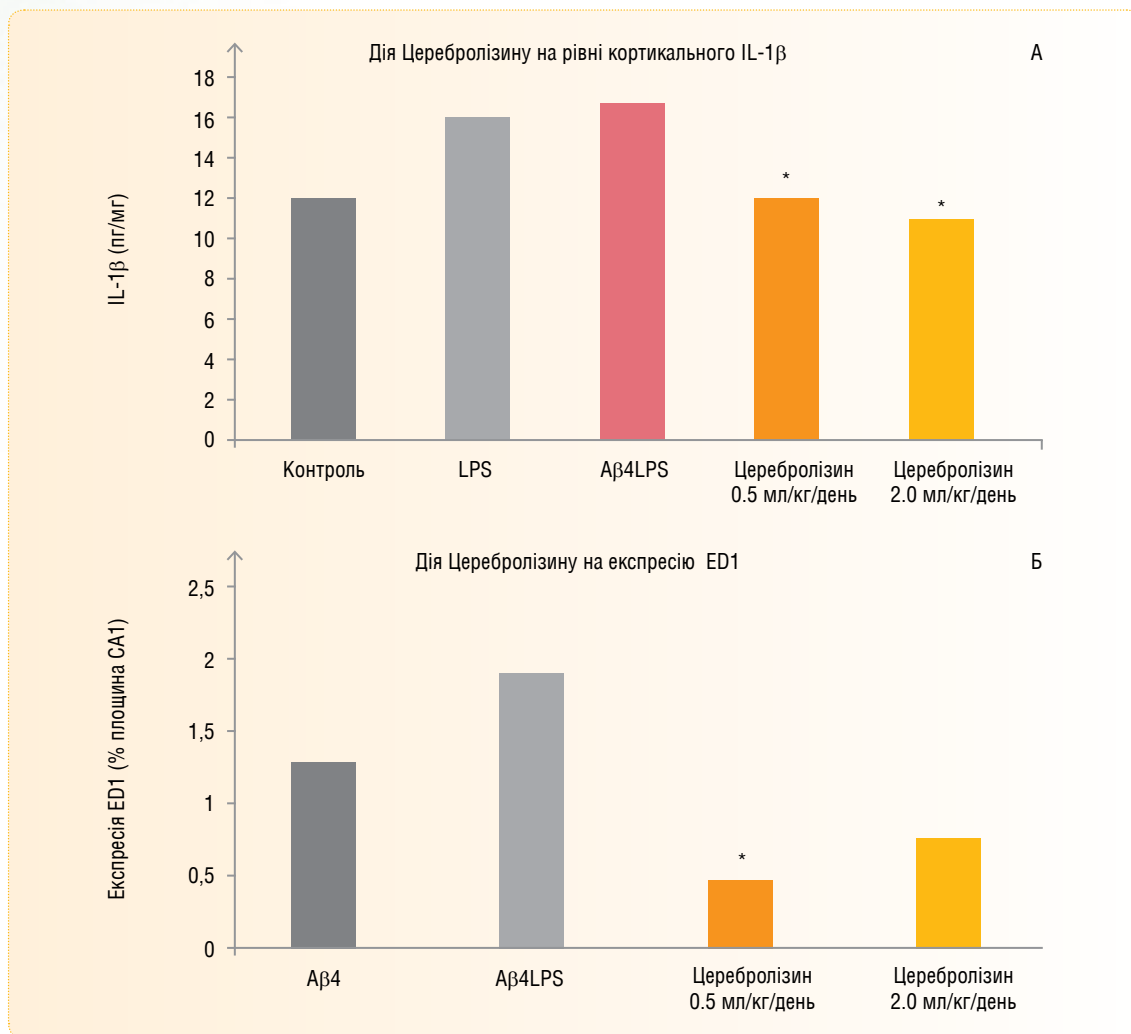 Дія Церебролізину на рівні кортикального IL-1β
А
IL-1β (пг/мг)
18
16
14
12
10
8
6
4
2
0
*
*
Контроль
LPS
Aβ4LPS
Церебролізин
0.5 мл/кг/день
Церебролізин
2.0 мл/кг/день
Дія Церебролізину на експресію ED1
Б
Експресія ED1 (% площина CA1)
2,5
2
1,5
1
0,5
0
*
Aβ4
Aβ4LPS
Церебролізин
0.5 мл/кг/день
Церебролізин
2.0 мл/кг/день